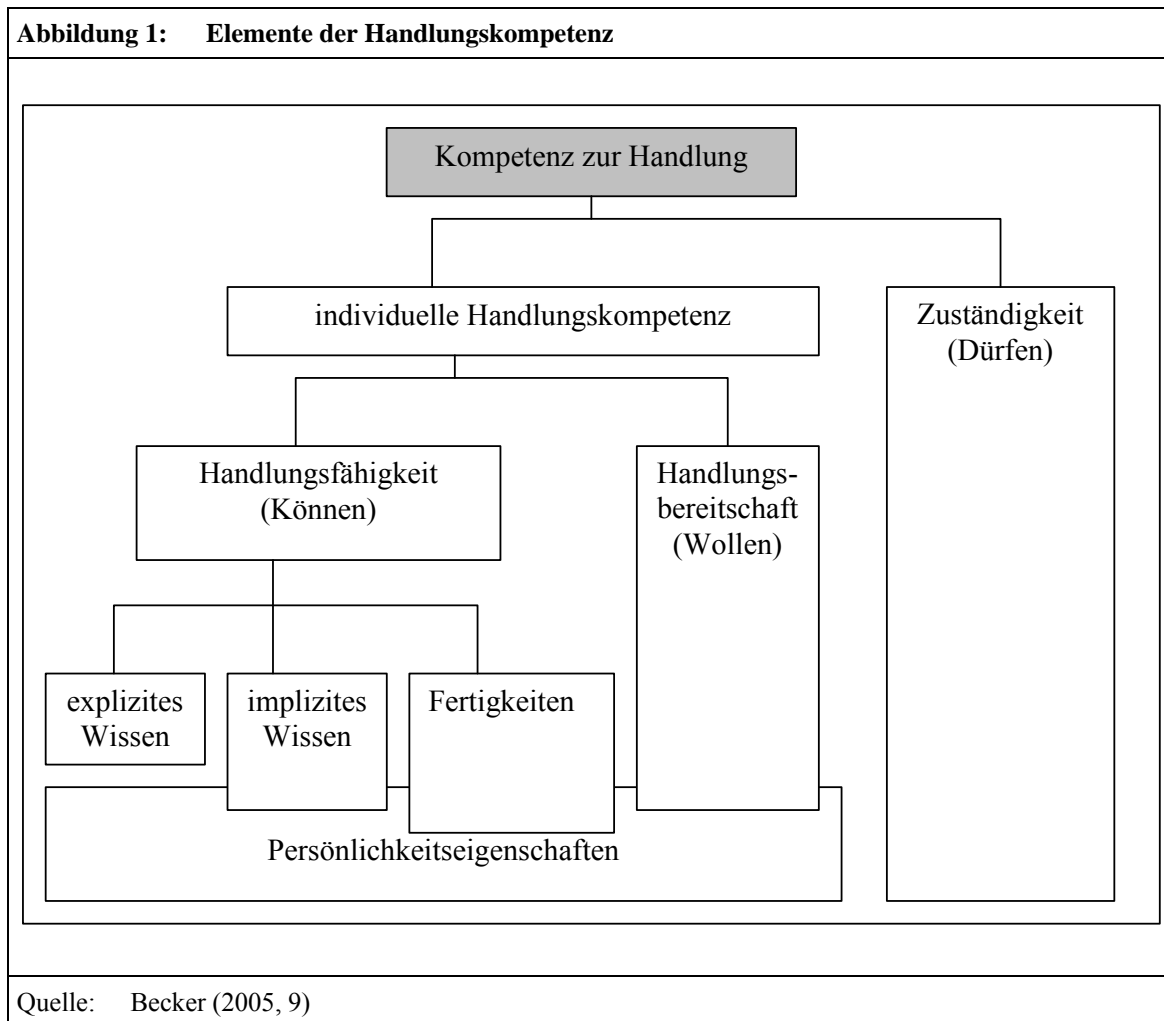 Abbildung 1: Elemente der Handlungskompetenz
Kompetenz zur Handlung
individuelle Handlungskompetenz
Zuständigkeit
(Dürfen)
Handlungsfähigkeit
(Können)
Handlungs-
bereitschaft
(Wollen)
explizites
Wissen
implizites
Wissen
Fertigkeiten
Persönlichkeitseigenschaften
Quelle: Becker (2005, 9)